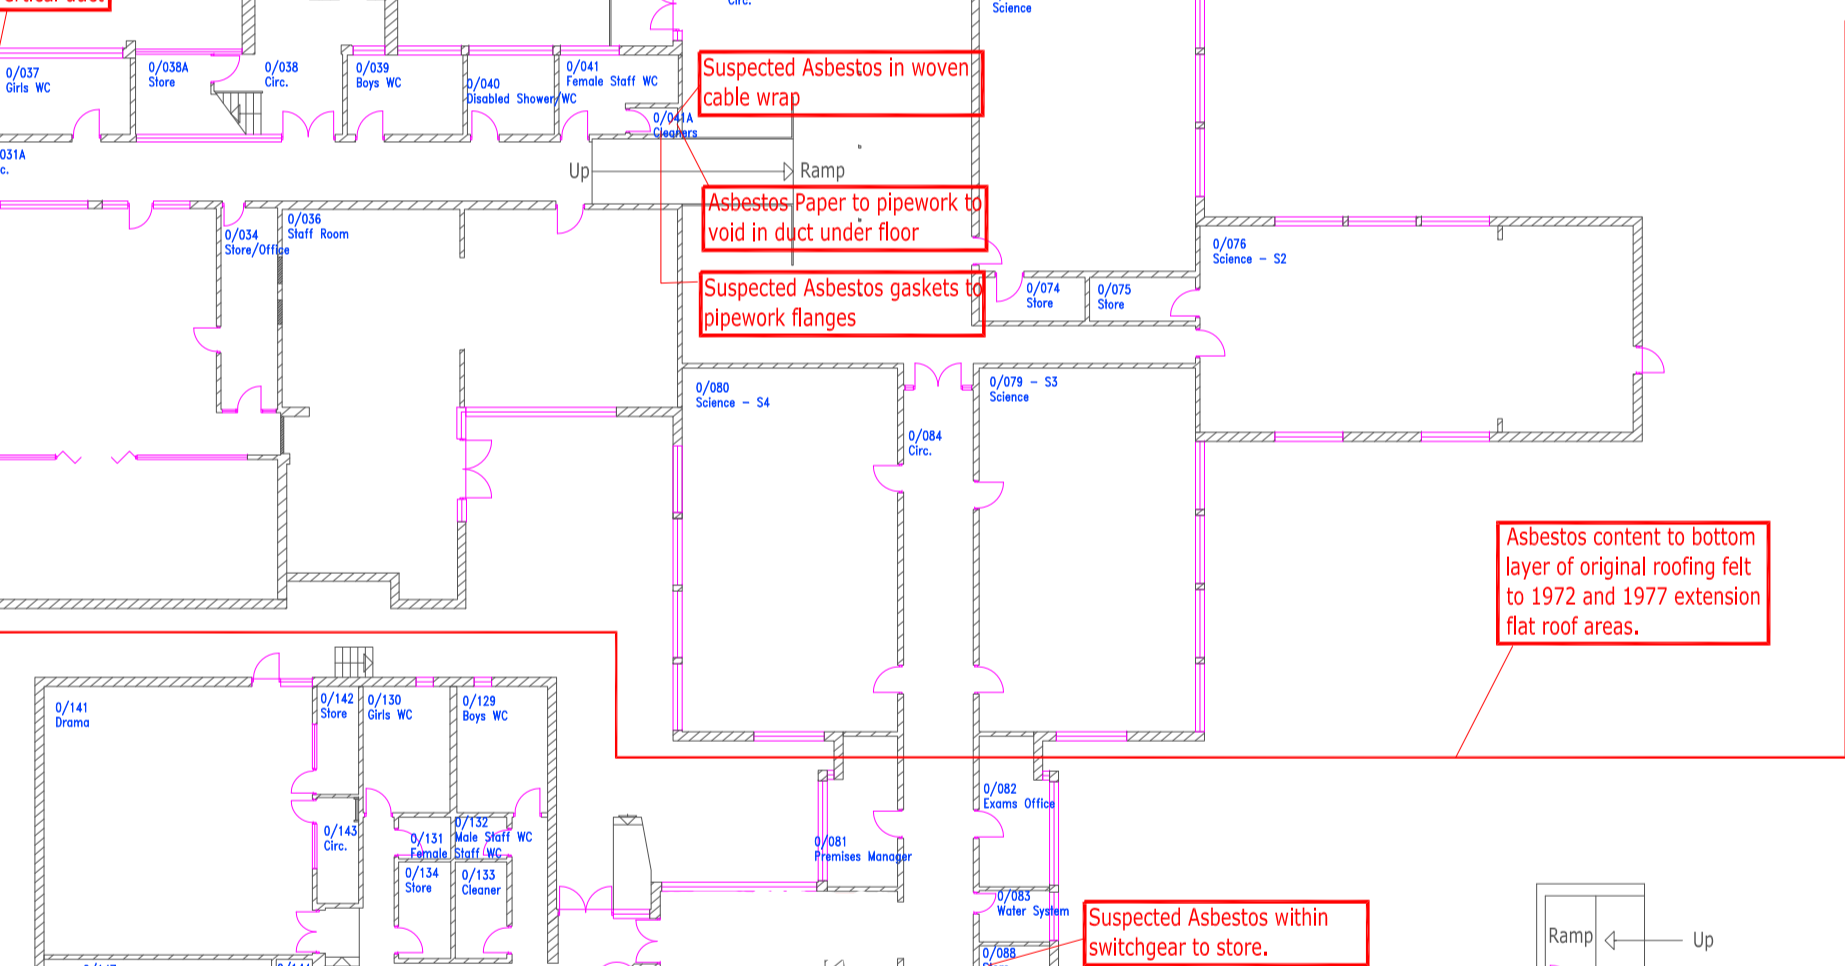 Circ.
Science
0/037
Girls WC
0/038A
Store
0/038
Circ.
0/039
Boys WC
0/040
Disabled Shower/WC
0/041
Female Staff WC
0/041A
Cleaners
Suspected Asbestos in woven
cable wrap
031A
c.
Up
Ramp
Asbestos Paper to pipework to
void in duct under floor
0/034
Store/Office
0/036
Staff Room
0/076
Science - S2
Suspected Asbestos gaskets to
pipework flanges
0/074
Store
0/075
Store
0/080
Science - S4
0/079 - S3
Science
0/084
Circ.
Asbestos content to bottom
layer of original roofing felt
to 1972 and 1977 extension
flat roof areas.
0/141
Drama
0/142
Store
0/130
Girls WC
0/129
Boys WC
0/143
Circ.
0/131
Female Staff WC
0/132
Male Staff WC
0/134
Store
0/133
Cleaner
0/081
Premises Manager
0/082
Exams Office
0/083
Water System
0/088
Suspected Asbestos within
switchgear to store.
Ramp
Up